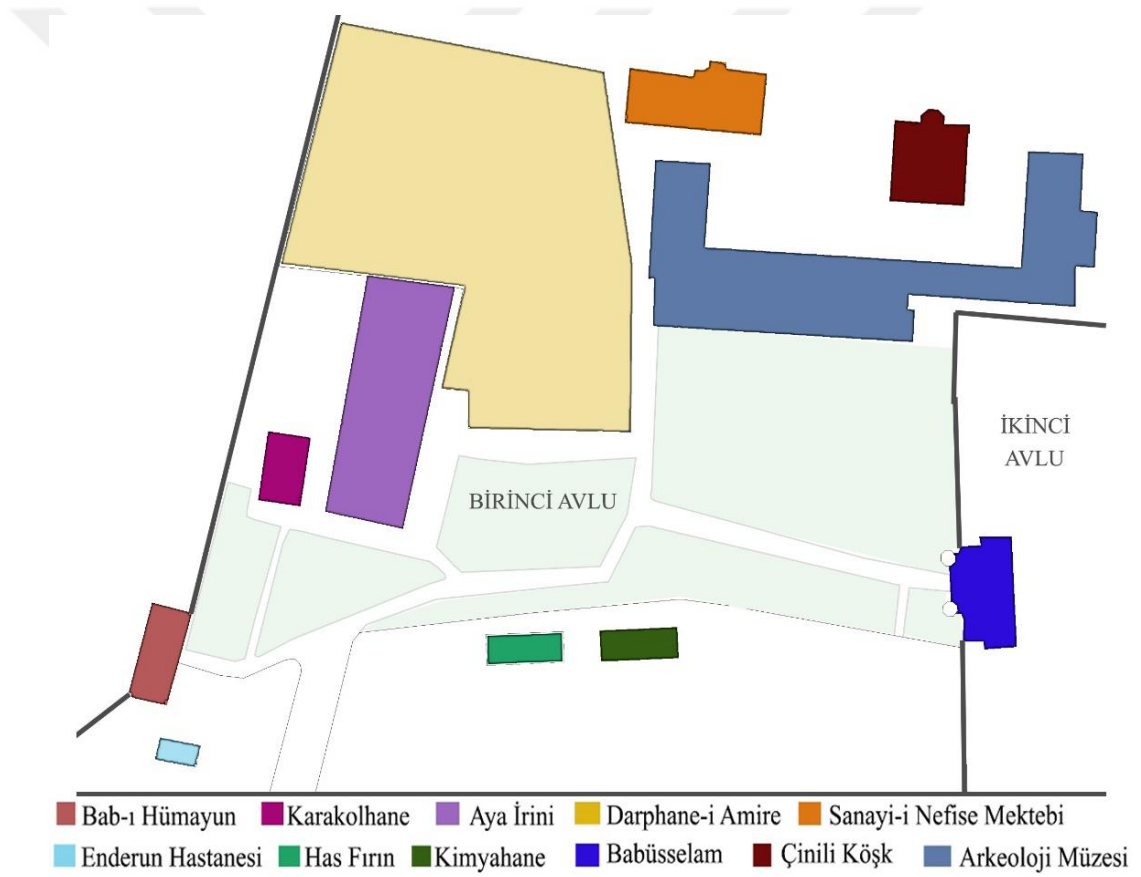 İKİNCİ
AVLU
BİRİNCİ AVLU
Bab-ı Hümayun Karakolhane Aya İrini Darphane-i Amire Sanayi-i Nefise Mektebi
Enderun Hastanesi Has Fırın Kimyahane Babüsselam Çinili Köşk Arkeoloji Müzesi